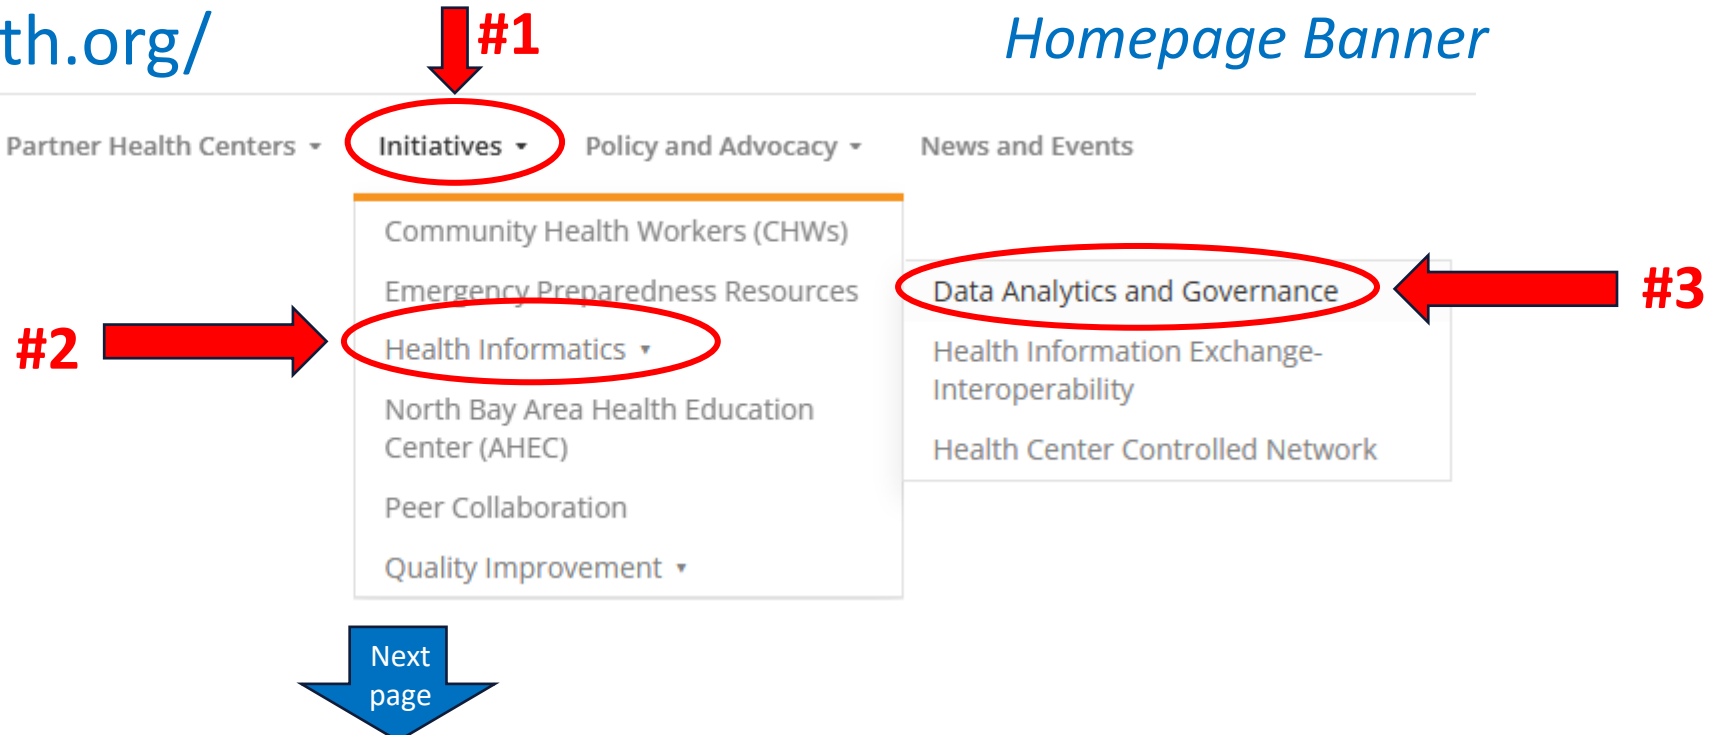 th.org/
#1
Homepage Banner
Partner Health Centers
Initiatives
Policy and Advocacy
News and Events
Community Health Workers (CHWs)
Emergency Preparedness Resources
Data Analytics and Governance
#3
#2
Health Informatics
Health Information Exchange-
Interoperability
North Bay Area Health Education
Center (AHEC)
Health Center Controlled Network
Peer Collaboration
Quality Improvement
Next
page